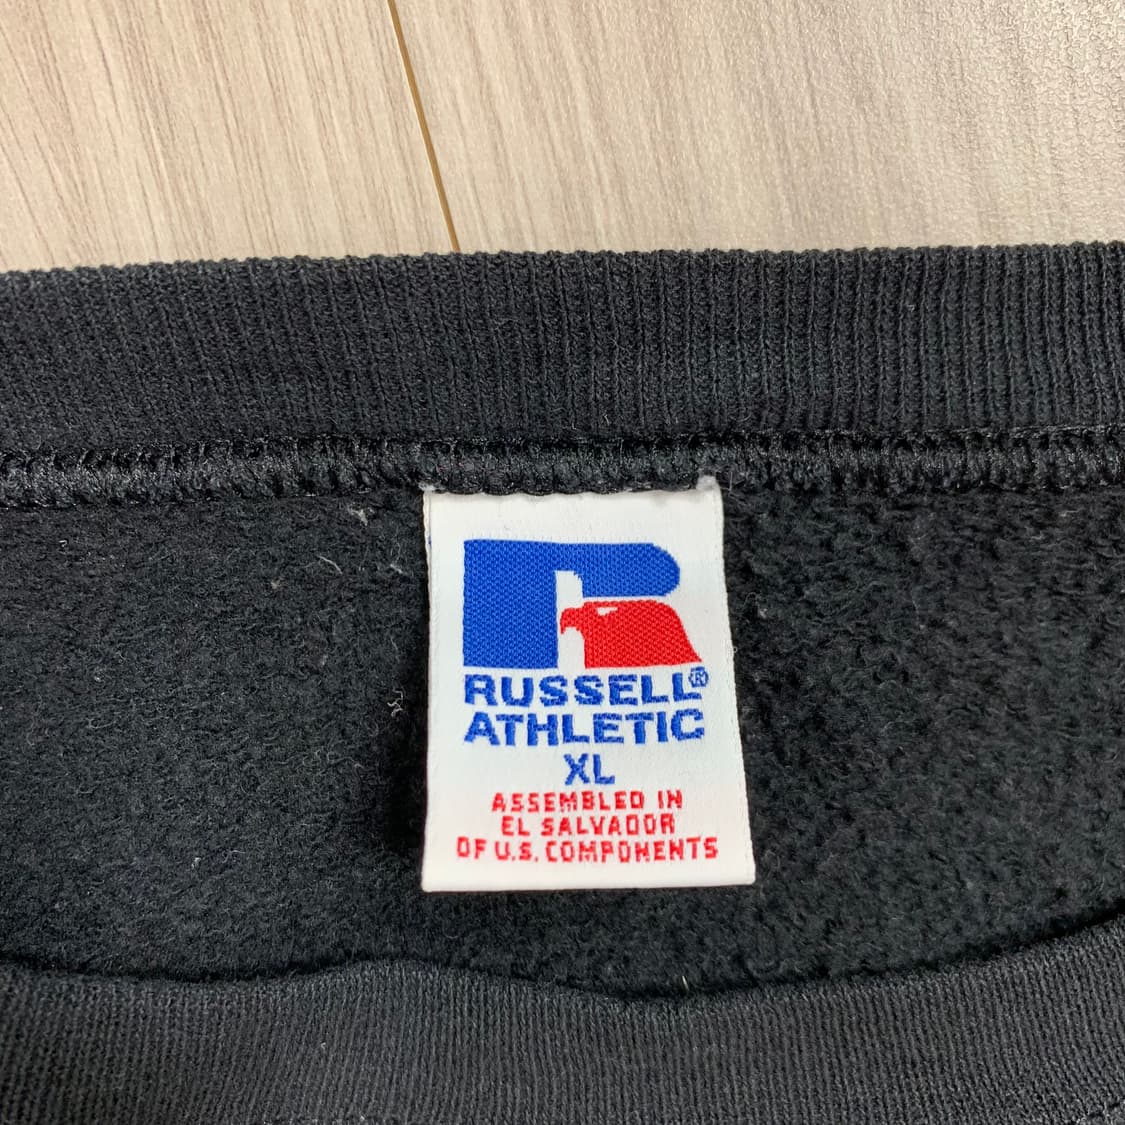 RUSSELL®
ATHLETIC
XL
ASSEMBLED IN
EL SALVADOR
OF U.S. COMPONENTS